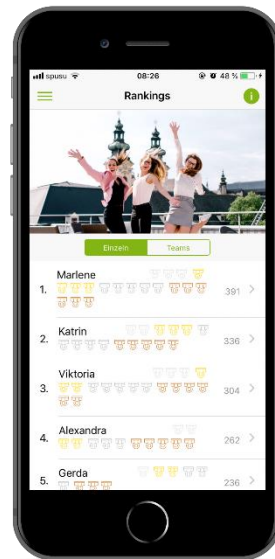 spusu 08:26 48 %
Rankings
i
Einzeln Teams
1. Marlene 391
2. Katrin 336
3. Viktoria 304
4. Alexandra 262
5. Gerda 236